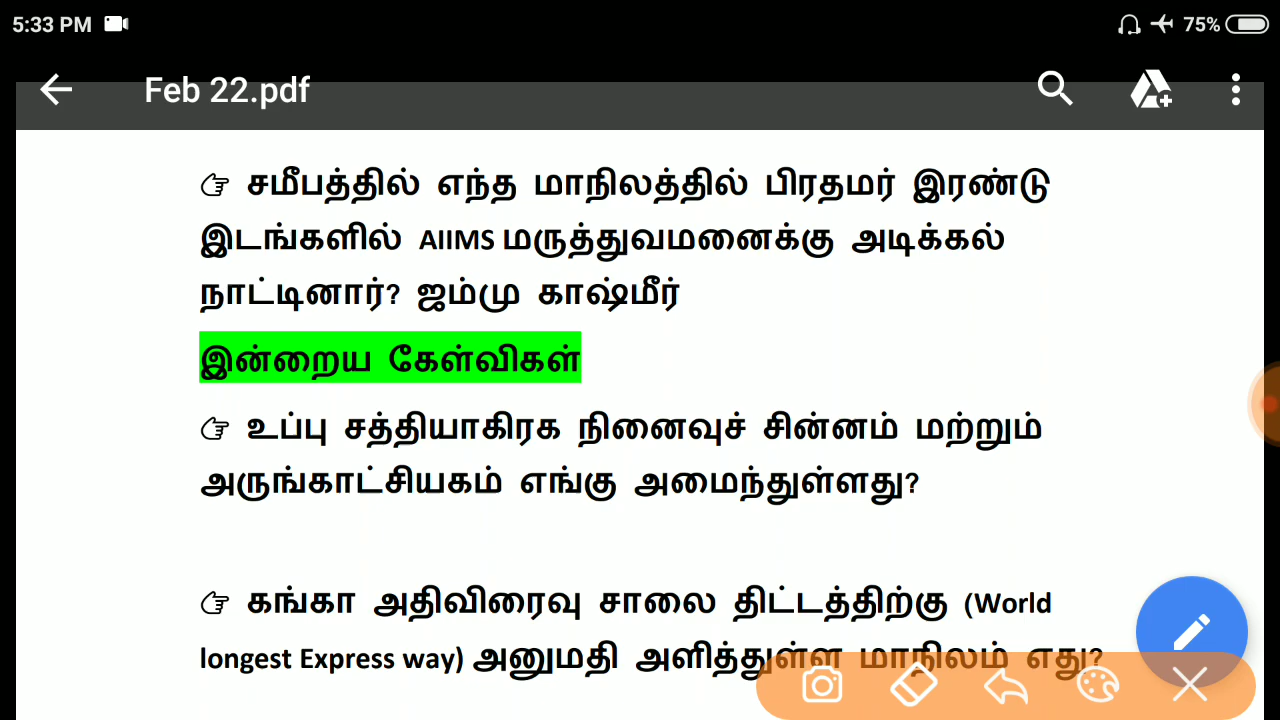 5:33 PM 75%
Feb 22.pdf
சமீபத்தில் எந்த மாநிலத்தில் பிரதமர் இரண்டு
இடங்களில் AIIMS மருத்துவமனைக்கு அடிக்கல்
நாட்டினார்? ஜம்மு காஷ்மீர்
இன்றைய கேள்விகள்
உப்பு சத்தியாகிரக நினைவுச் சின்னம் மற்றும்
அருங்காட்சியகம் எங்கு அமைந்துள்ளது?
கங்கா அதிவிரைவு சாலை திட்டத்திற்கு (World
longest Express way) அனுமதி அளித்துள்ள மாநிலம் எது?